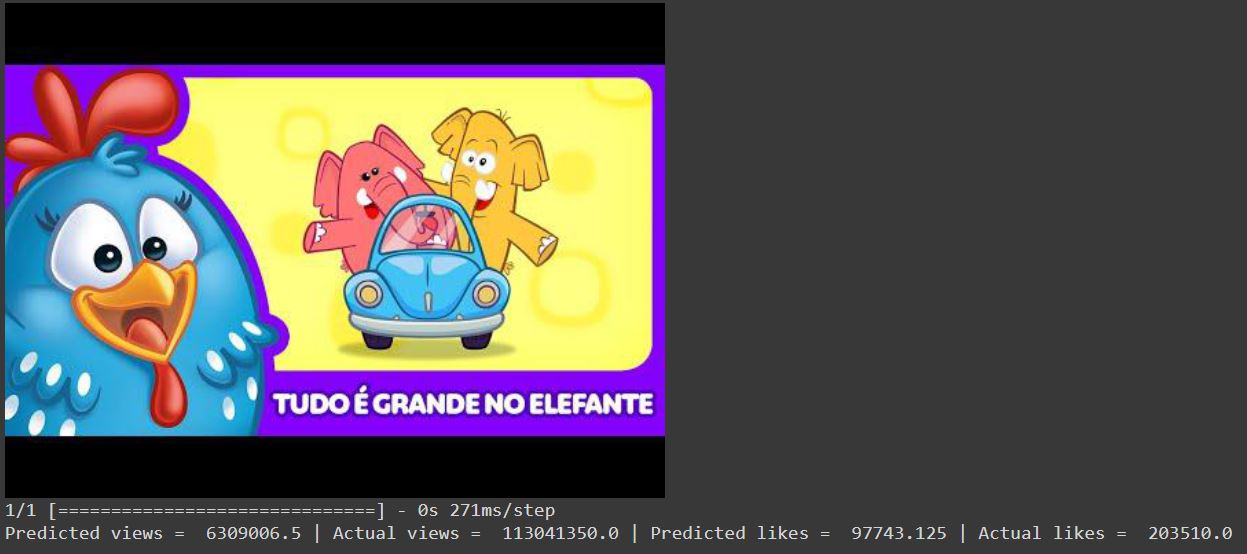 TUDO É GRANDE NO ELEFANTE
1/1 [==============================] - 0s 271ms/step
Predicted views =  6309006.5 | Actual views =  113041350.0 | Predicted likes =  97743.125 | Actual likes =  203510.0